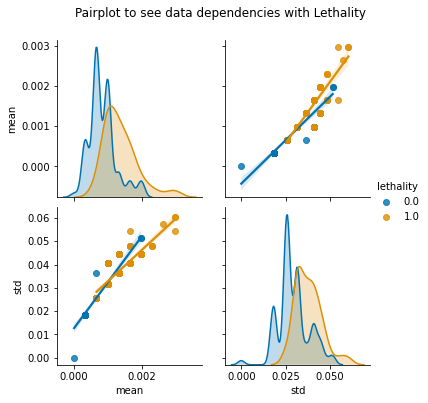 Pairplot to see data dependencies with Lethality
0.003
0.002
0.001
0.000
mean
lethality
0.0
1.0
0.06
0.05
0.04
0.03
0.02
0.01
0.00
std
0.000 0.002
mean
0.000 0.025 0.050
std